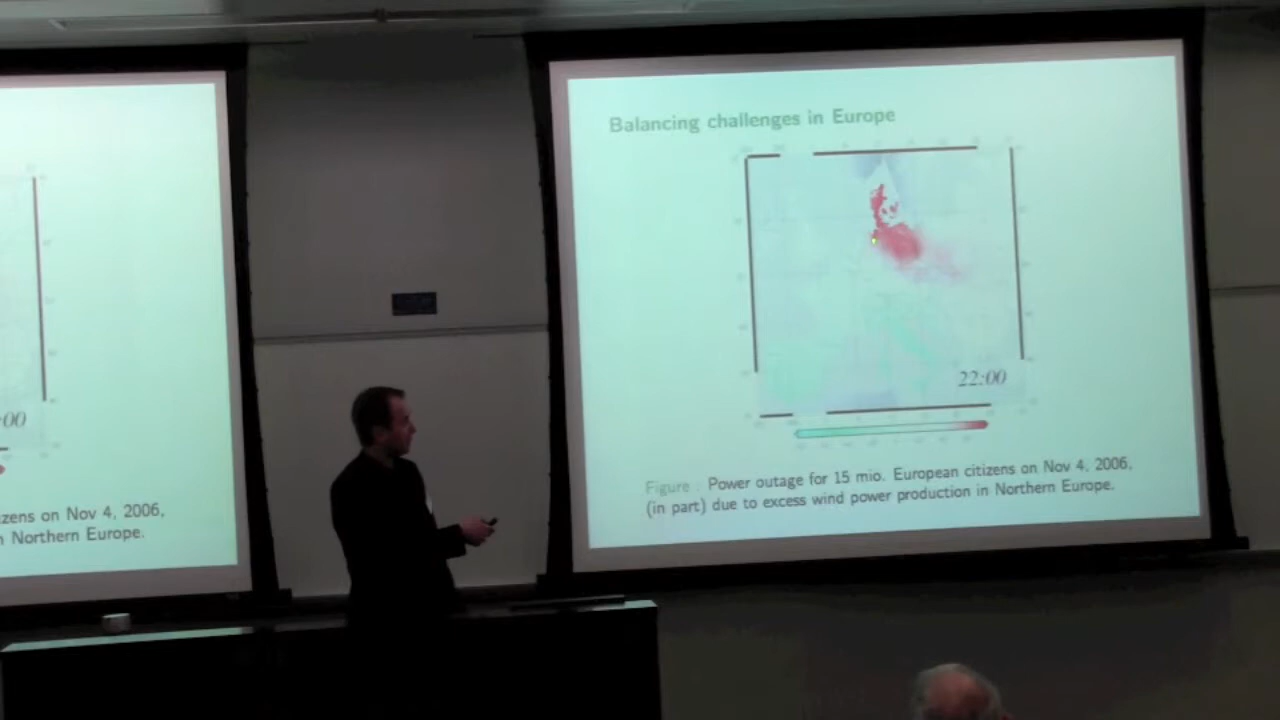 :00
zens on Nov 4, 2006,
n Northern Europe.
Balancing challenges in Europe
22:00
Figure : Power outage for 15 mio. European citizens on Nov 4, 2006,
(in part) due to excess wind power production in Northern Europe.